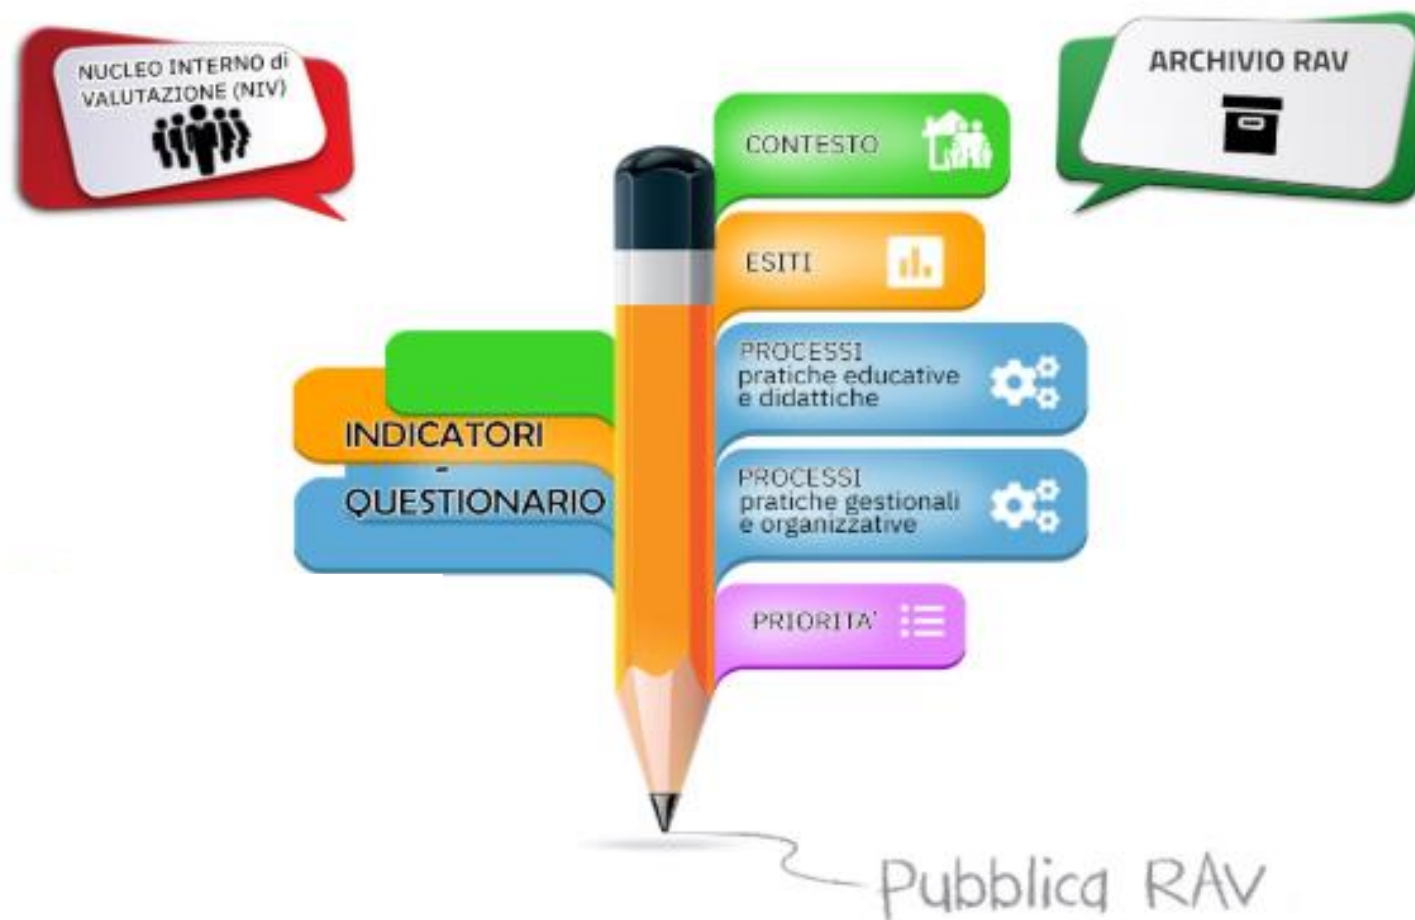 NUCLEO INTERNO di
VALUTAZIONE (NIV)
ARCHIVIO RAV
CONTESTO
ESITI
PROCESSI
pratiche educative
e didattiche
INDICATORI
-
QUESTIONARIO
PROCESSI
pratiche gestionali
e organizzative
PRIORITA'
Pubblica RAV